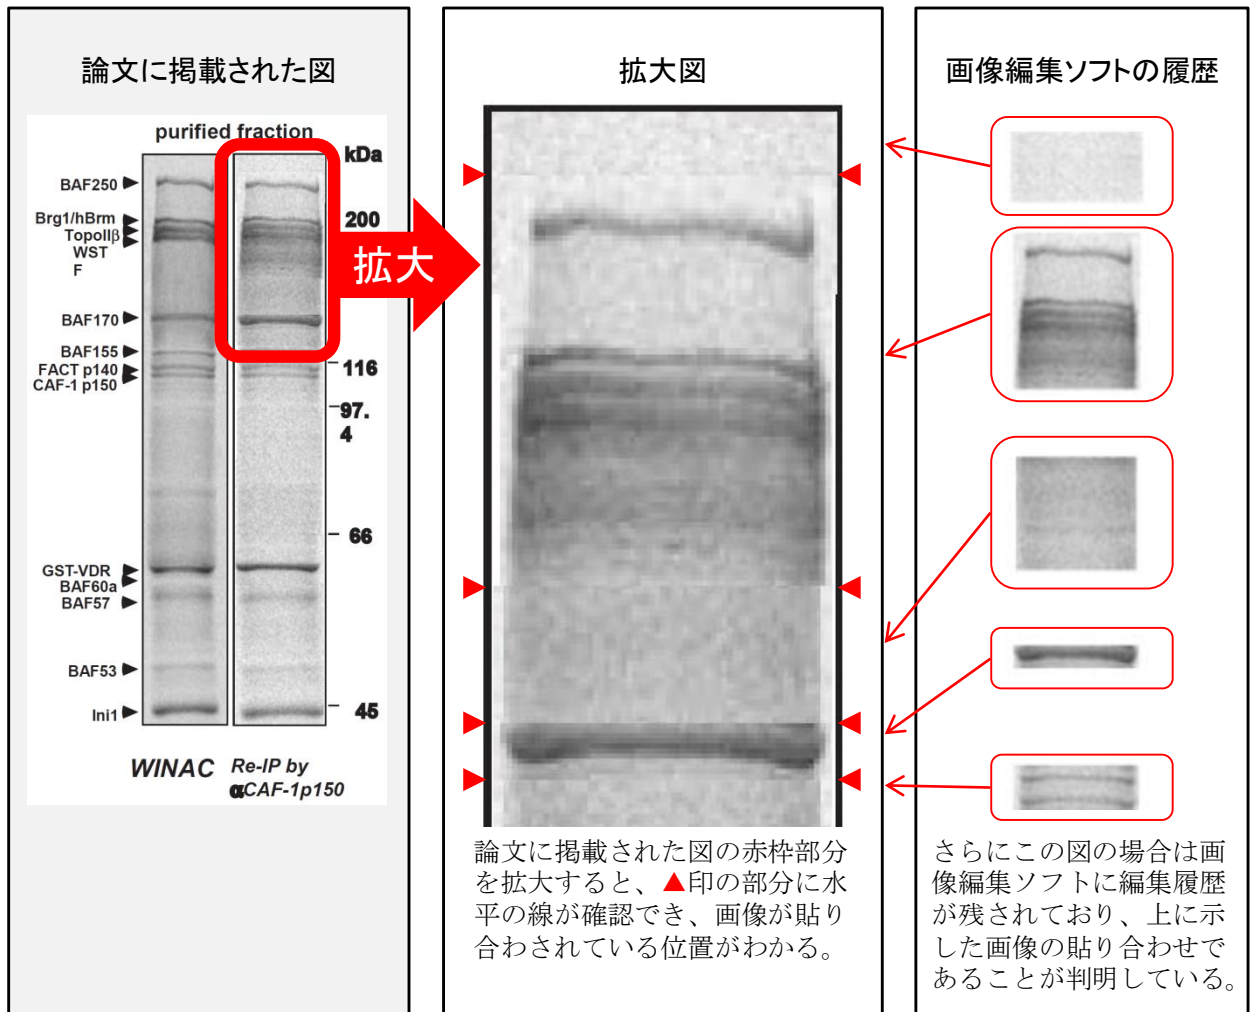 論文に掲載された図
purified fraction
kDa
BAF250
Brg1/hBrm
200
TopoIIβ
WST
F
BAF170
BAF155
FACT p140
116
CAF-1 p150
97.
4
66
GST-VDR
BAF60a
BAF57
BAF53
Ini1
45
WINAC
Re-IP by
αCAF-1p150
拡大
拡大図
論文に掲載された図の赤枠部分
を拡大すると、▲印の部分に水
平の線が確認でき、画像が貼り
合わされている位置がわかる。
画像編集ソフトの履歴
さらにこの図の場合は画
像編集ソフトに編集履歴
が残されており、上に示
した画像の貼り合わせで
あることが判明している。